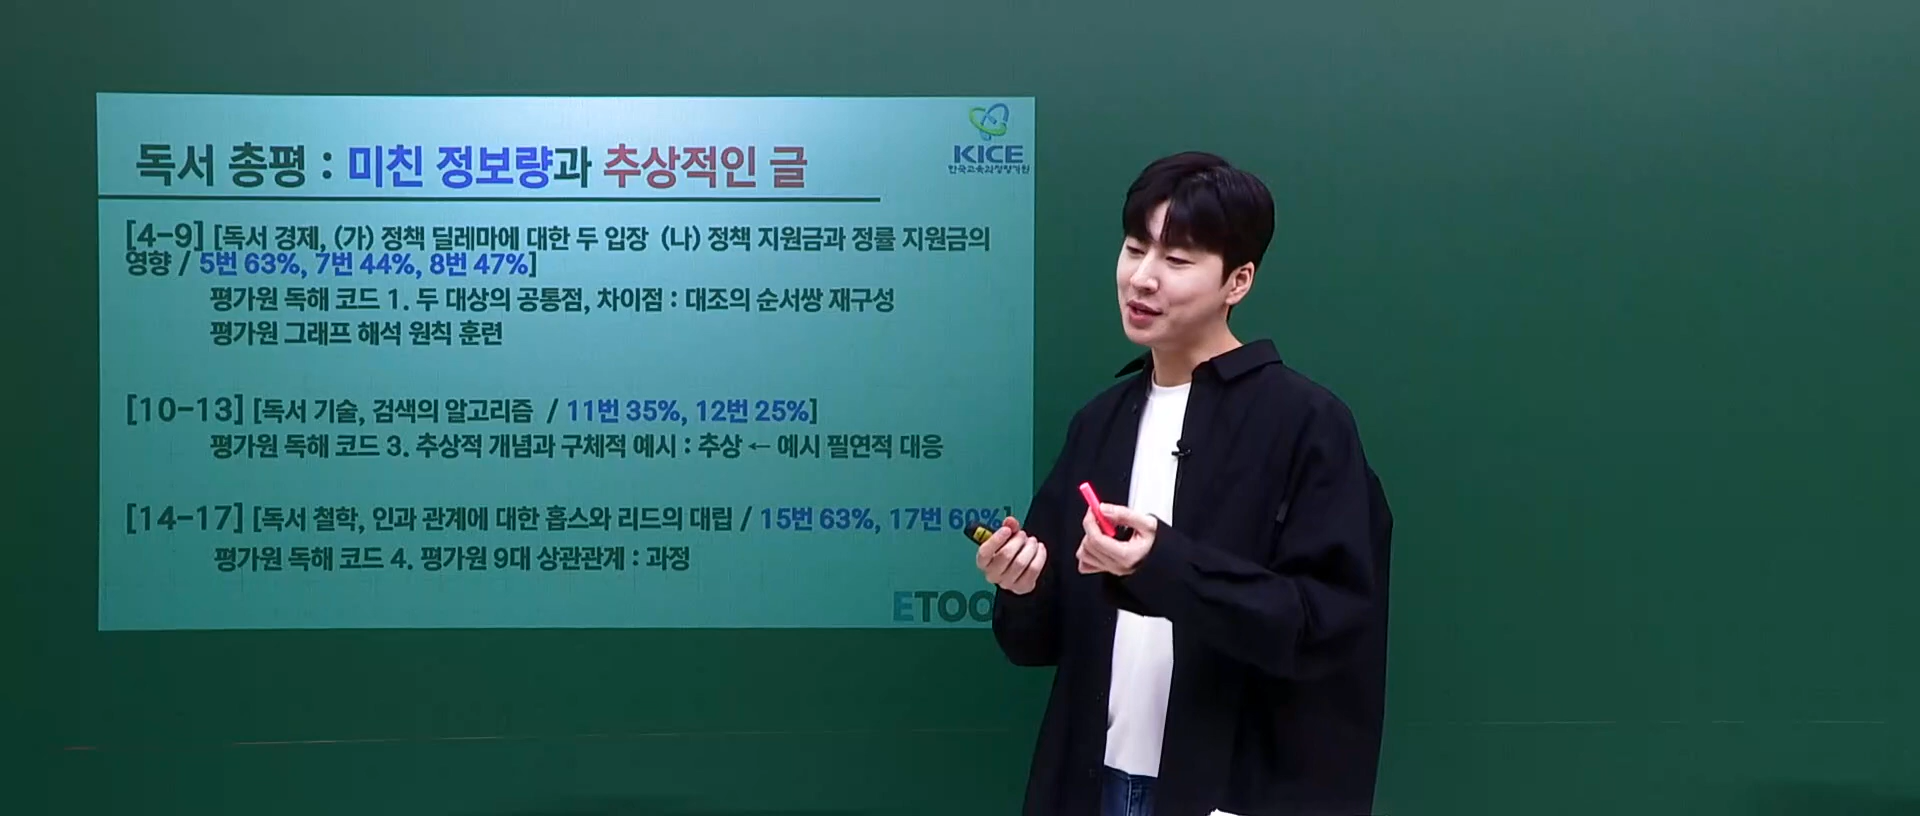 독서 총평 : 미친 정보량과 추상적인 글
KICE
한국교육과정평가원
[4-9] [독서 경제, (가) 정책 딜레마에 대한 두 입장 (나) 정책 지원금과 정률 지원금의
영향 / 5번 63%, 7번 44%, 8번 47%]
평가원 독해 코드 1. 두 대상의 공통점, 차이점 : 대조의 순서쌍 재구성
평가원 그래프 해석 원칙 훈련
[10-13] [독서 기술, 검색의 알고리즘 / 11번 35%, 12번 25%]
평가원 독해 코드 3. 추상적 개념과 구체적 예시 : 추상 ← 예시 필연적 대응
[14-17] [독서 철학, 인과 관계에 대한 흡스와 리드의 대립 / 15번 63%, 17번 60%]
평가원 독해 코드 4. 평가원 9대 상관관계 : 과정
ETOO